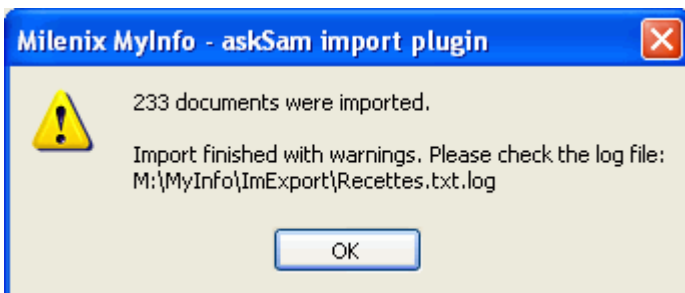 Milenix MyInfo - askSam import plugin
233 documents were imported.
Import finished with warnings. Please check the log file:
M:\MyInfo\ImExport\Recettes.txt.log
OK